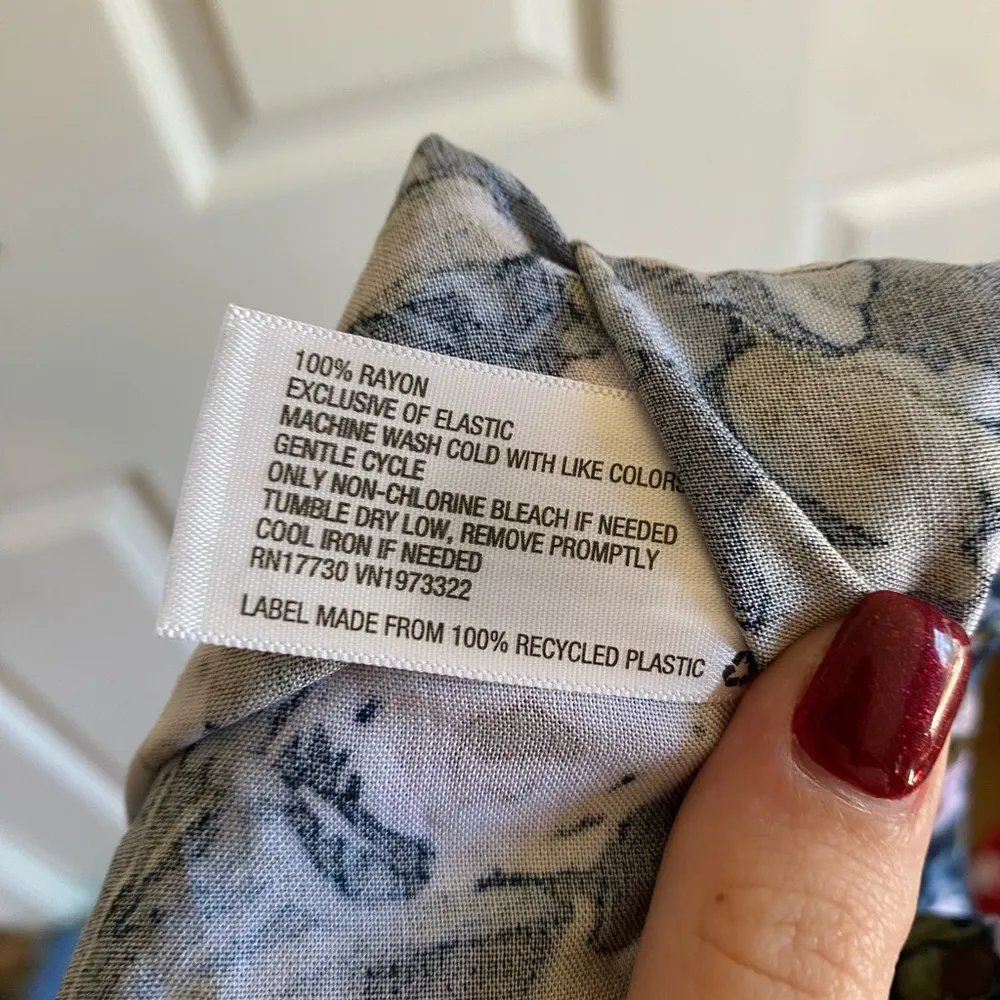 100% RAYON
EXCLUSIVE OF ELASTIC
MACHINE WASH COLD WITH LIKE COLORS
GENTLE CYCLE
ONLY NON-CHLORINE BLEACH IF NEEDED
TUMBLE DRY LOW, REMOVE PROMPTLY
COOL IRON IF NEEDED
RN17730 VN1973322
LABEL MADE FROM 100% RECYCLED PLASTIC